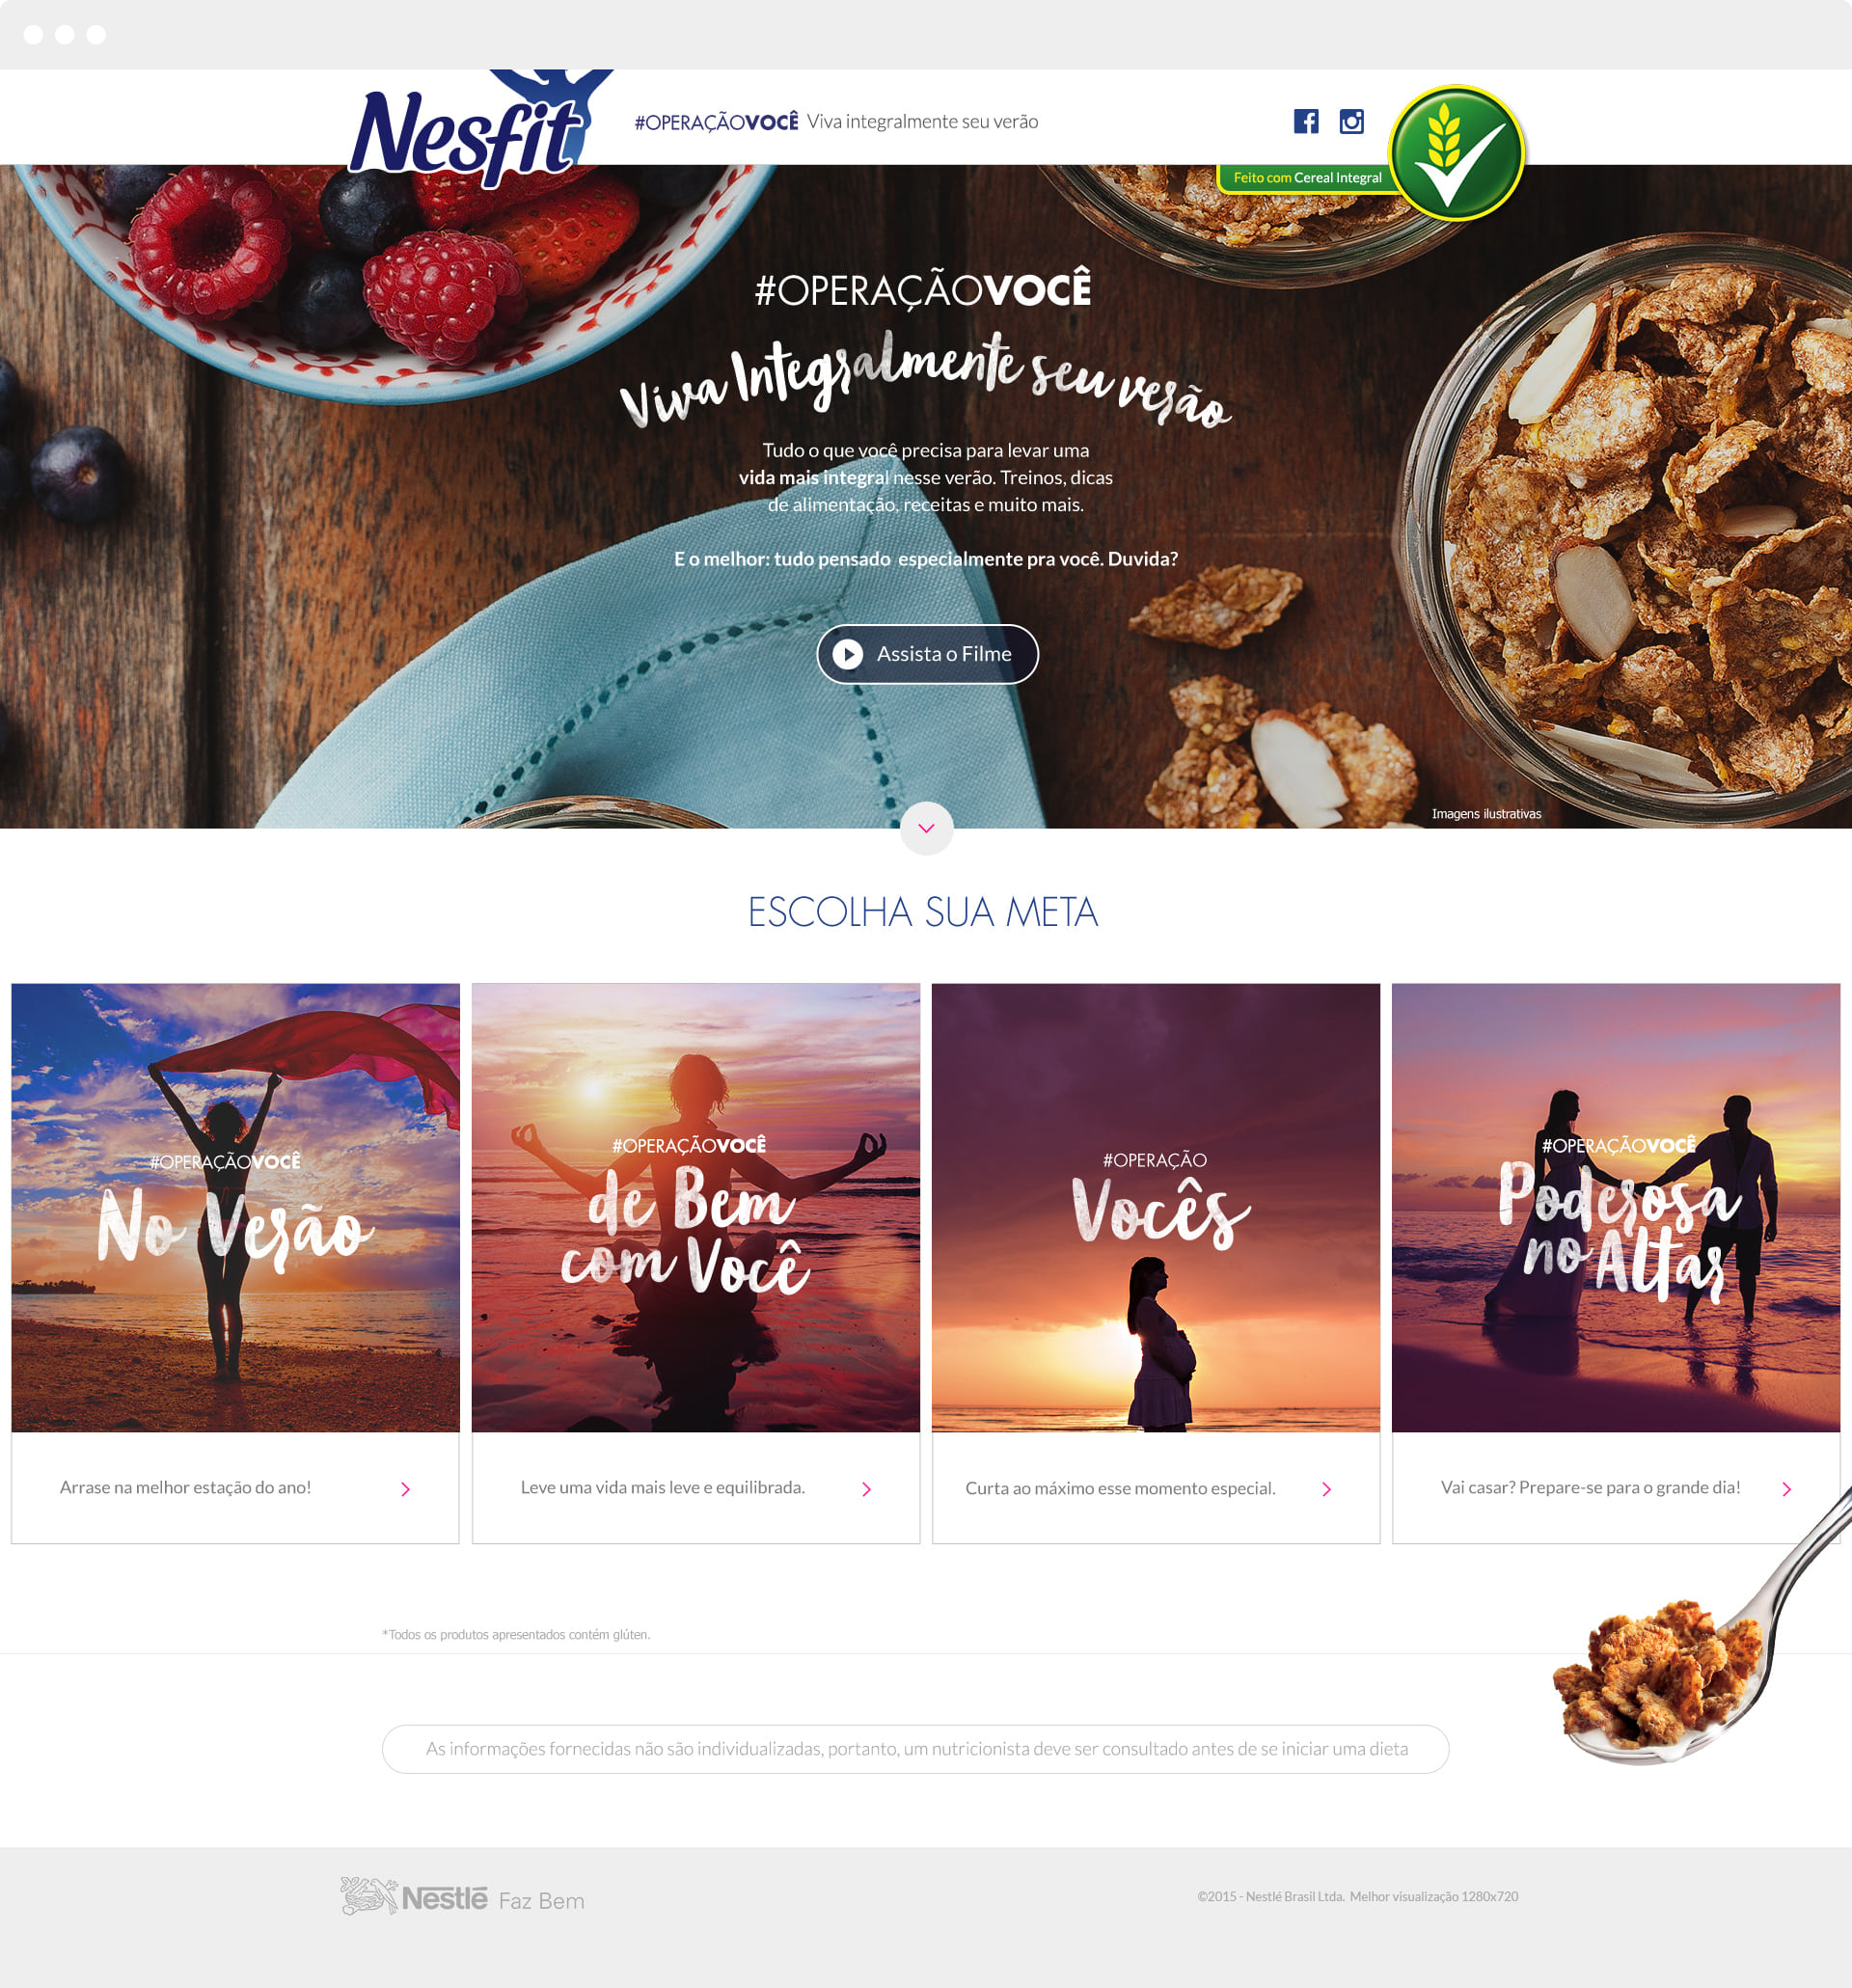 Nesfit
#OPERAÇÃOVOCÊ Viva integralmente seu verão
Feito com Cereal Integral
#OPERAÇÃOVOCÊ
Viva Integralmente seu verão
Tudo o que você precisa para levar uma
vida mais integral nesse verão. Treinos, dicas
de alimentação, receitas e muito mais.
E o melhor: tudo pensado especialmente pra você. Duvida?
Assista o Filme
Imagens ilustrativas
ESCOLHA SUA META
#OPERAÇÃOVOCÊ
No Verão
Arrase na melhor estação do ano!
#OPERAÇÃOVOCÊ
de Bem
com Você
Leve uma vida mais leve e equilibrada.
#OPERAÇÃO
Vocês
Curta ao máximo esse momento especial.
#OPERAÇÃOVOCÊ
Poderosa
no Altar
Vai casar? Prepare-se para o grande dia!
*Todos os produtos apresentados contém glúten.
As informações fornecidas não são individualizadas, portanto, um nutricionista deve ser consultado antes de se iniciar uma dieta
Nestlé Faz Bem
©2015 - Nestlé Brasil Ltda. Melhor visualização 1280x720